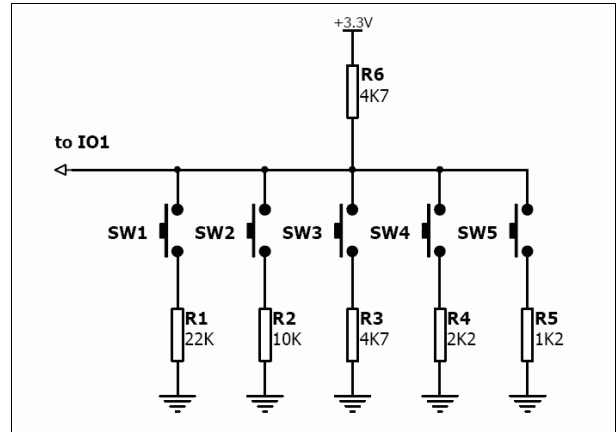 +3.3V
R6
4K7
to IO1
SW1 SW2 SW3 SW4 SW5
R1 R2 R3 R4 R5
22K 10K 4K7 2K2 1K2